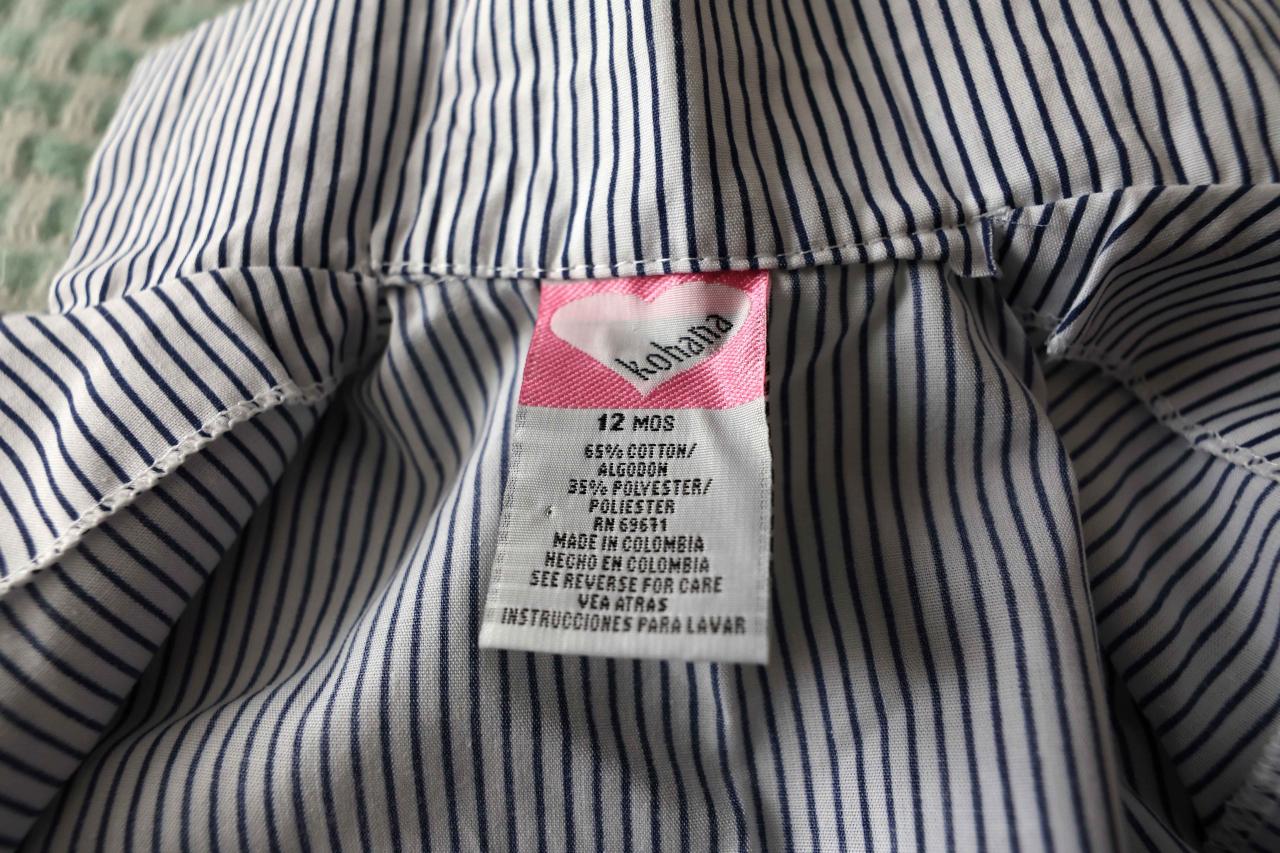 kohana
12 MOS
65% COTTON/
ALGODON
35% POLYESTER/
POLIESTER
RN 69671
MADE IN COLOMBIA
HECHO EN COLOMBIA
SEE REVERSE FOR CARE
VEA ATRAS
INSTRUCCIONES PARA LAVAR